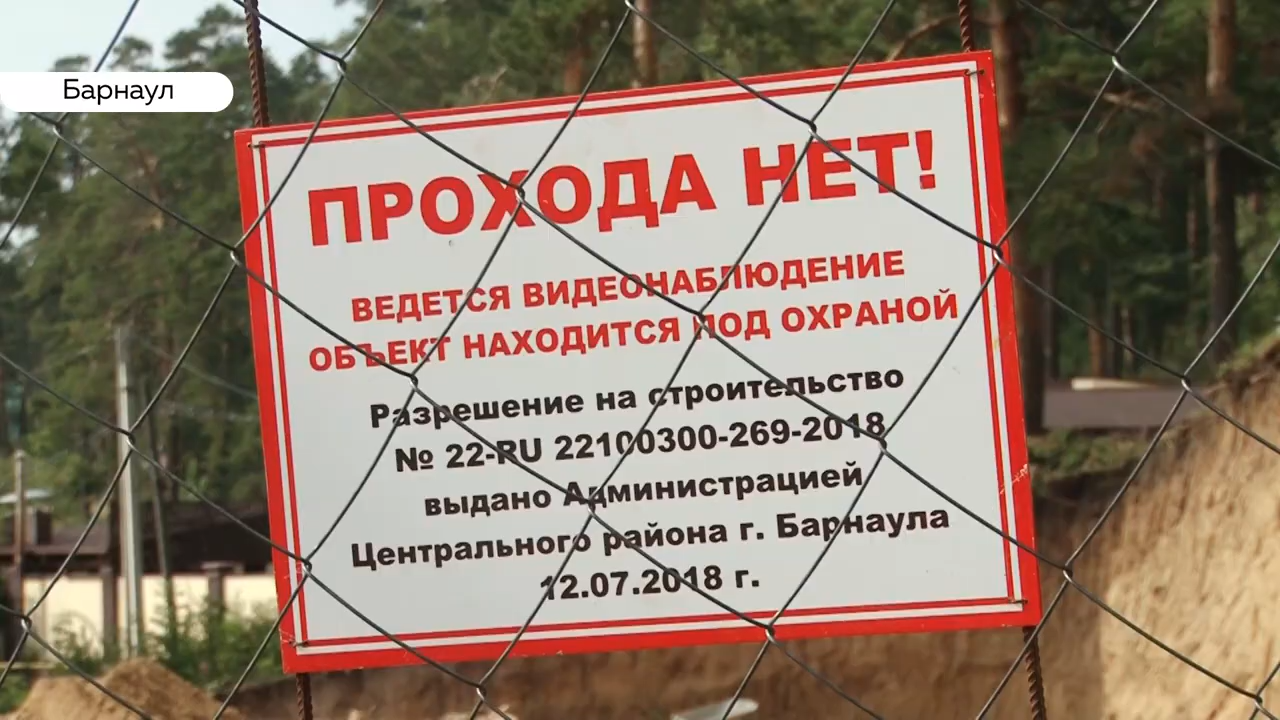 Барнаул
ПРОХОДА НЕТ!
ВЕДЕТСЯ ВИДЕОНАБЛЮДЕНИЕ
ОБЪЕКТ НАХОДИТСЯ ПОД ОХРАНОЙ
Разрешение на строительство
№ 22-RU 22100300-269-2018
выдано Администрацией
Центрального района г. Барнаула
12.07.2018 г.